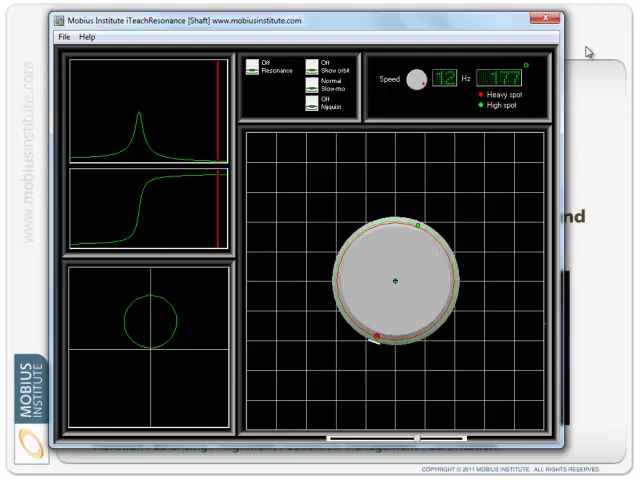 Mobius Institute iTeachResonance [Shaft] www.mobiusinstitute.com
File Help
Off
Resonance
Off
Show orbit
Normal
Slow-mo
Off
Nyquist
Speed 12 Hz 177 °
Heavy spot
High spot
www.mobiusinstitute.com
nd
MOBIUS
INSTITUTE
COPYRIGHT © 2011 MOBIUS INSTITUTE. ALL RIGHTS RESERVED